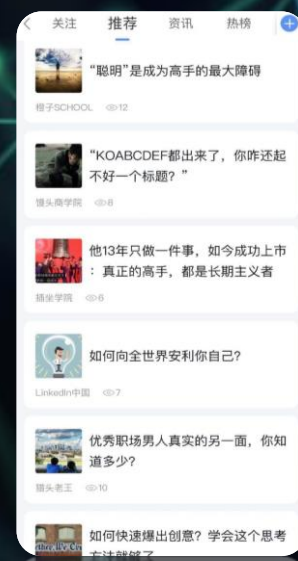 关注 推荐 资讯 热榜
“聪明”是成为高手的最大障碍
橙子SCHOOL 12
“KOABCDEF都出来了，你咋还起
不好一个标题？”
馒头商学院 8
他13年只做一件事，如今成功上市
：真正的高手，都是长期主义者
插坐学院 6
如何向全世界安利你自己？
LinkedIn中国 7
优秀职场男人真实的另一面，你知
道多少？
猎头老王 10
如何快速爆出创意？学会这个思考
方法就够了